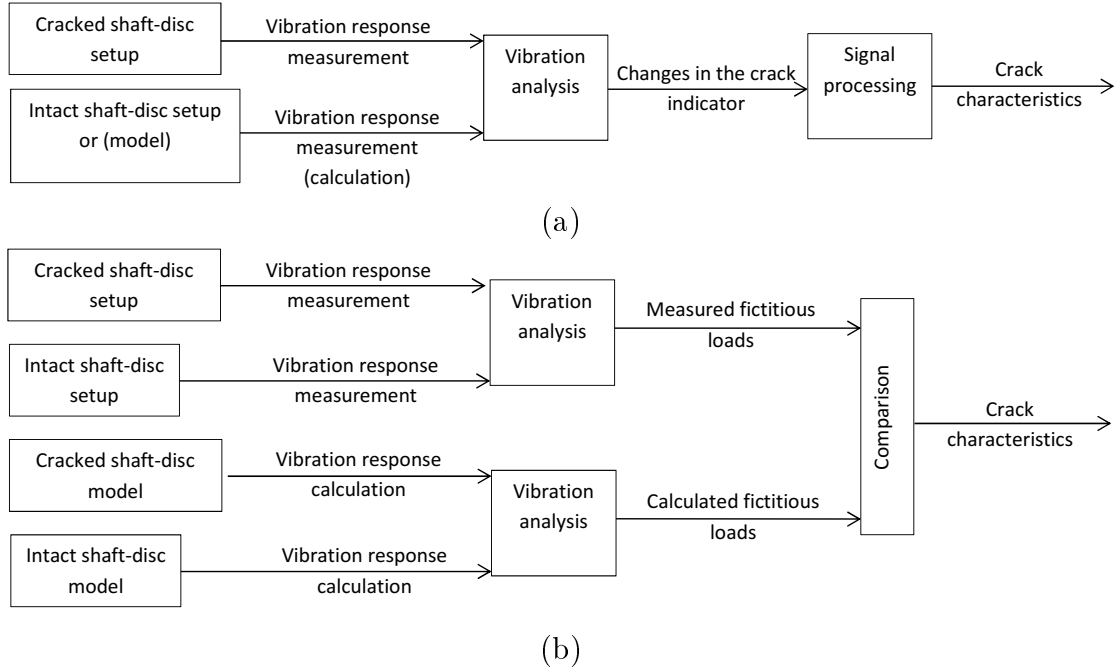 Cracked shaft-disc
setup
Vibration response
measurement
Intact shaft-disc setup
or (model)
Vibration response
measurement
(calculation)
Vibration
analysis
Changes in the crack
indicator
Signal
processing
Crack
characteristics
(a)
Cracked shaft-disc
setup
Vibration response
measurement
Intact shaft-disc
setup
Vibration response
measurement
Vibration
analysis
Measured fictitious
loads
Cracked shaft-disc
model
Vibration response
calculation
Intact shaft-disc
model
Vibration response
calculation
Vibration
analysis
Calculated fictitious
loads
Comparison
Crack
characteristics
(b)